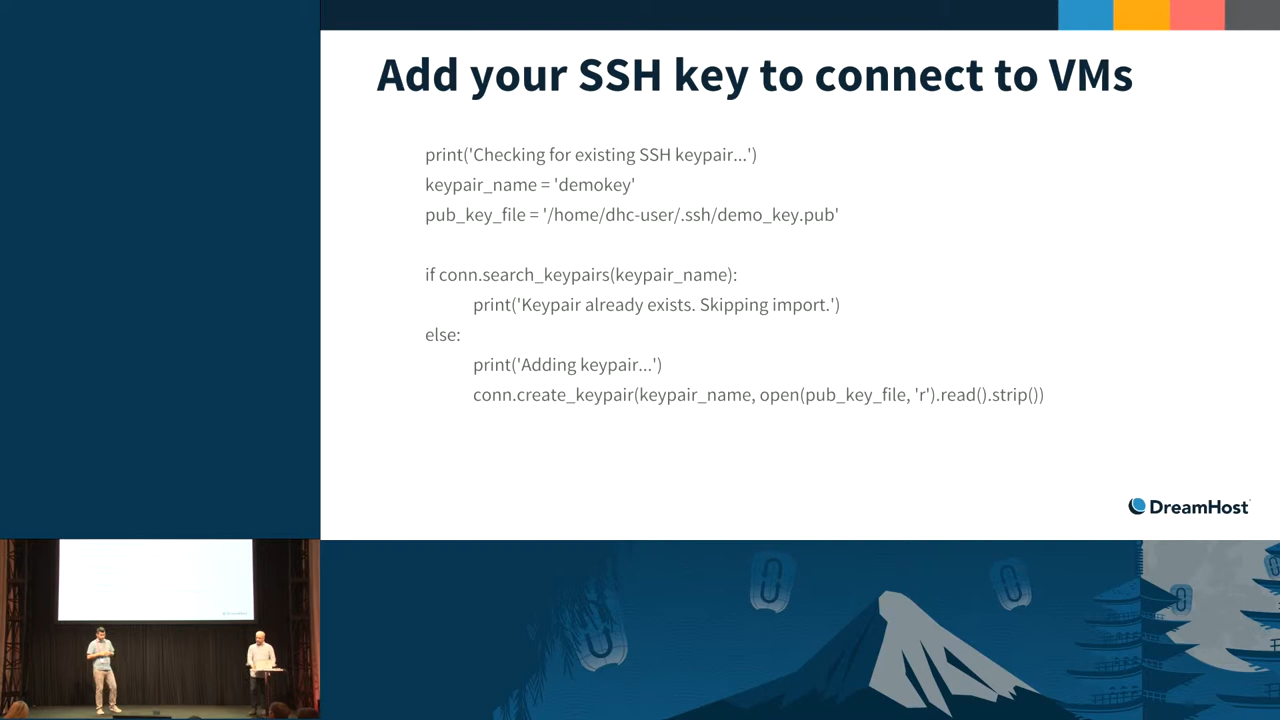 Add your SSH key to connect to VMs
print('Checking for existing SSH keypair...')
keypair_name = 'demokey'
pub_key_file = '/home/dhc-user/.ssh/demo_key.pub'
if conn.search_keypairs(keypair_name):
print('Keypair already exists. Skipping import.')
else:
print('Adding keypair...')
conn.create_keypair(keypair_name, open(pub_key_file, 'r').read().strip())
DreamHost